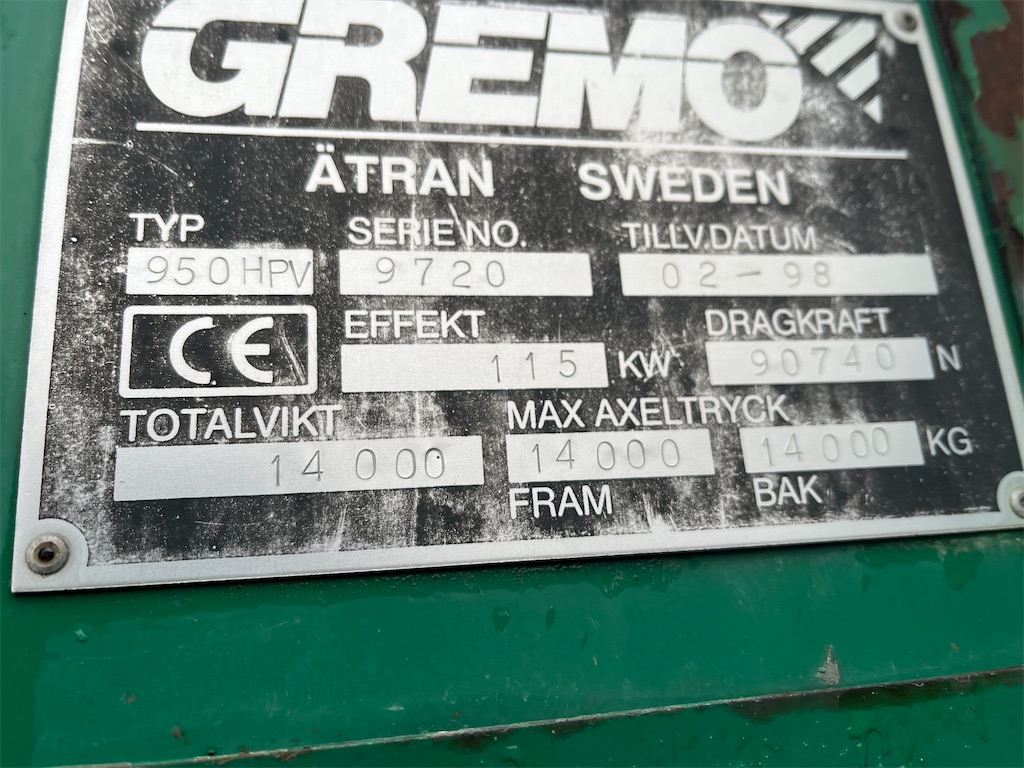 GREMO
ÄTRAN SWEDEN
TYP SERIE NO. TILLV.DATUM
950HPV 9720 02-98
CE EFFEKT DRAGKRAFT
115 KW 90740 N
TOTALVIKT MAX AXELTRYCK
14000 14000 14000 KG
FRAM BAK